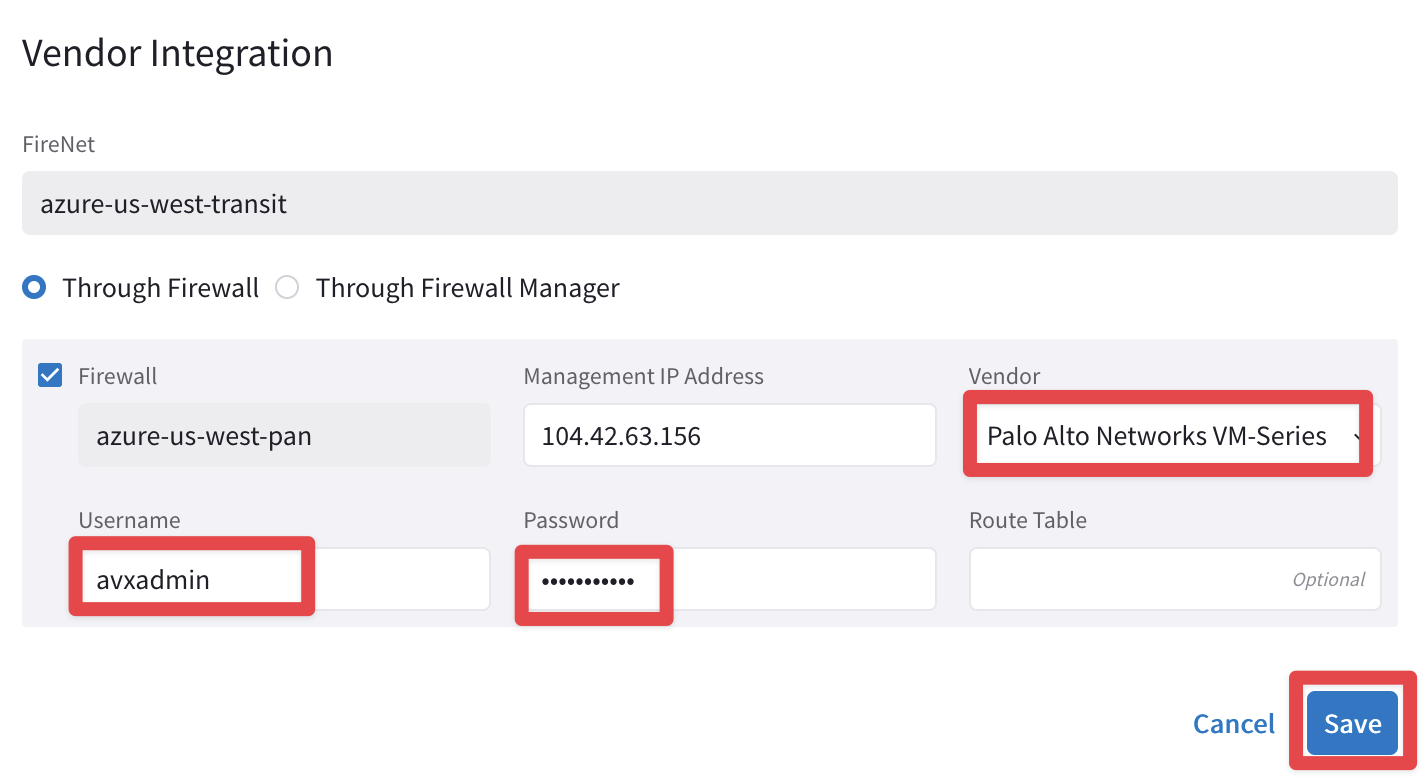 Vendor Integration
FireNet
azure-us-west-transit
Through Firewall Through Firewall Manager
Firewall Management IP Address Vendor
azure-us-west-pan 104.42.63.156 Palo Alto Networks VM-Series
Username Password Route Table
avxadmin ••••••••••• Optional
Cancel Save